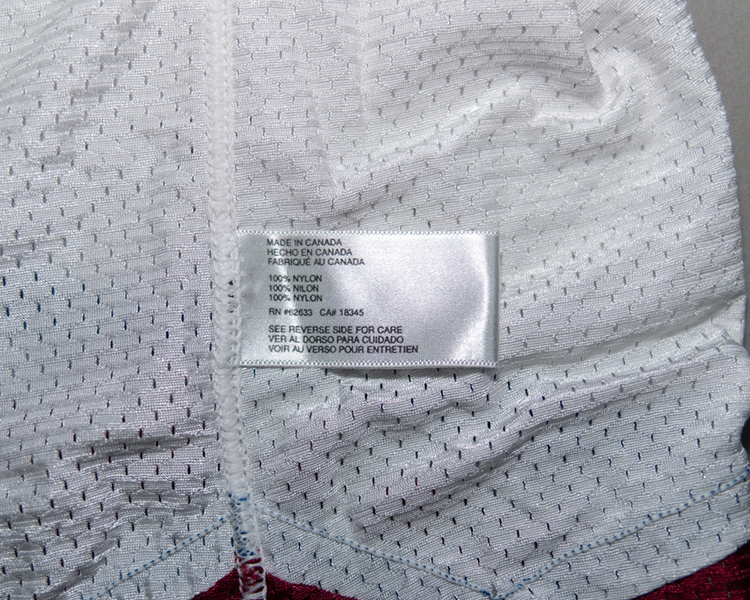 MADE IN CANADA
HECHO EN CANADA
FABRIQUÉ AU CANADA
100% NYLON
100% NILON
100% NYLON
RN #62633 CA# 18345
SEE REVERSE SIDE FOR CARE
VER AL DORSO PARA CUIDADO
VOIR AU VERSO POUR ENTRETIEN